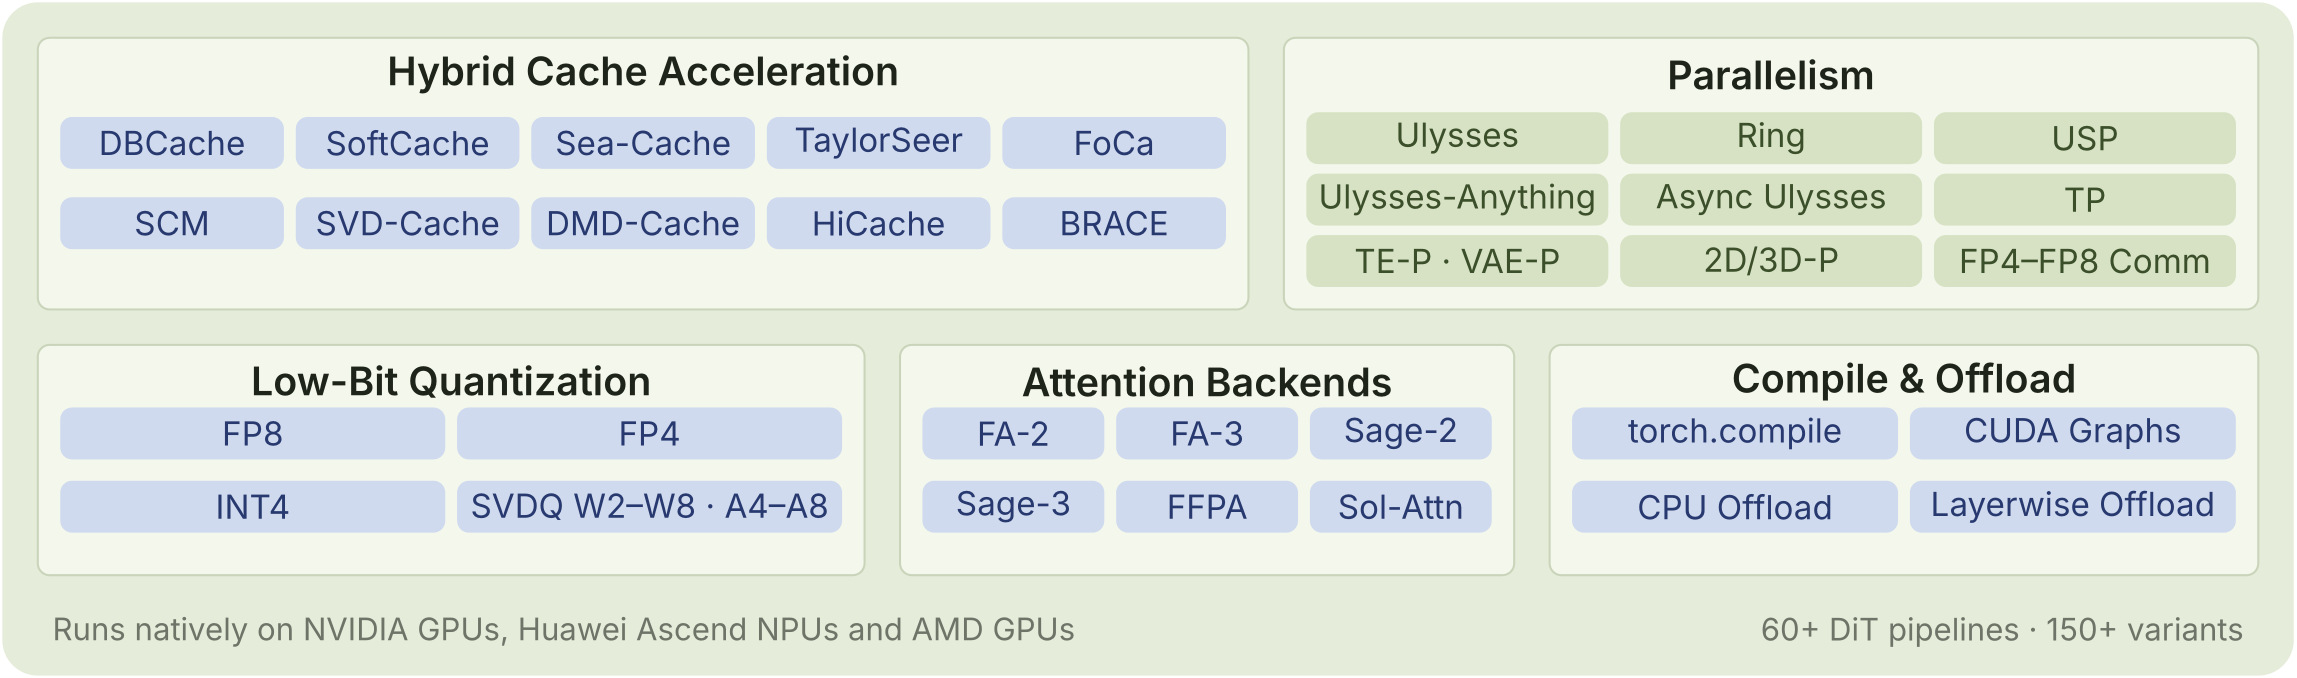 Hybrid Cache Acceleration
DBCache
SoftCache
Sea-Cache
TaylorSeer
FoCa
SCM
SVD-Cache
DMD-Cache
HiCache
BRACE
Parallelism
Ulysses
Ring
USP
Ulysses-Anything
Async Ulysses
TP
TE-P · VAE-P
2D/3D-P
FP4–FP8 Comm
Low-Bit Quantization
FP8
FP4
INT4
SVDQ W2–W8 · A4–A8
Attention Backends
FA-2
FA-3
Sage-2
Sage-3
FFPA
Sol-Attn
Compile & Offload
torch.compile
CUDA Graphs
CPU Offload
Layerwise Offload
Runs natively on NVIDIA GPUs, Huawei Ascend NPUs and AMD GPUs
60+ DiT pipelines · 150+ variants